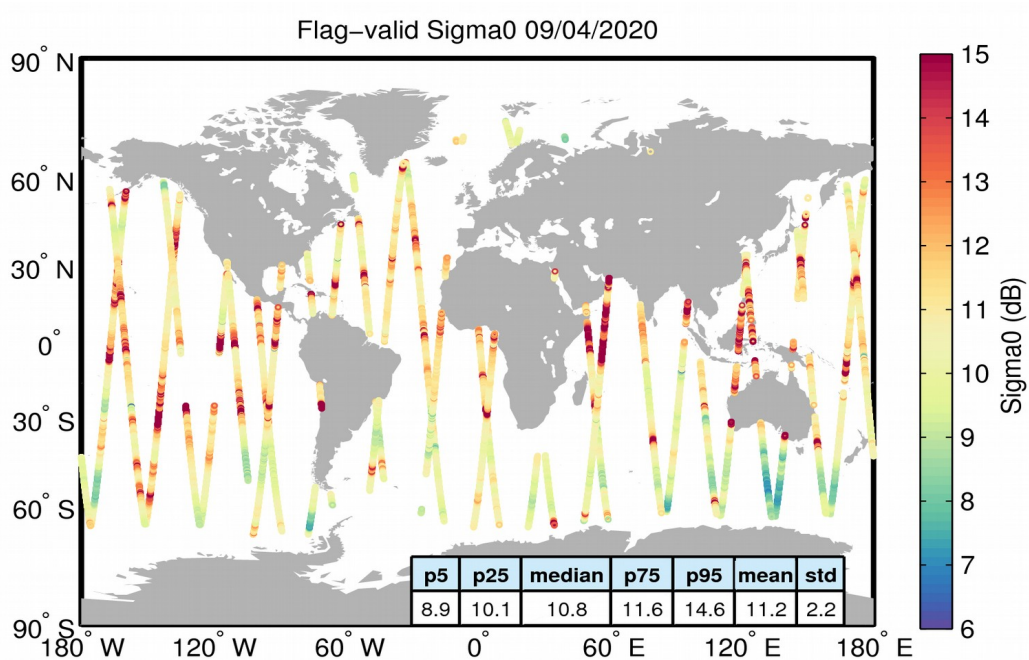 Flag−valid Sigma0 09/04/2020
90° N
60° N
30° N
0°
30° S
60° S
90° S
180° W
120° W
60° W
0°
60° E
120° E
180° E
15
14
13
12
11
10
9
8
7
6
Sigma0 (dB)
p5 p25 median p75 p95 mean std
8.9 10.1 10.8 11.6 14.6 11.2 2.2